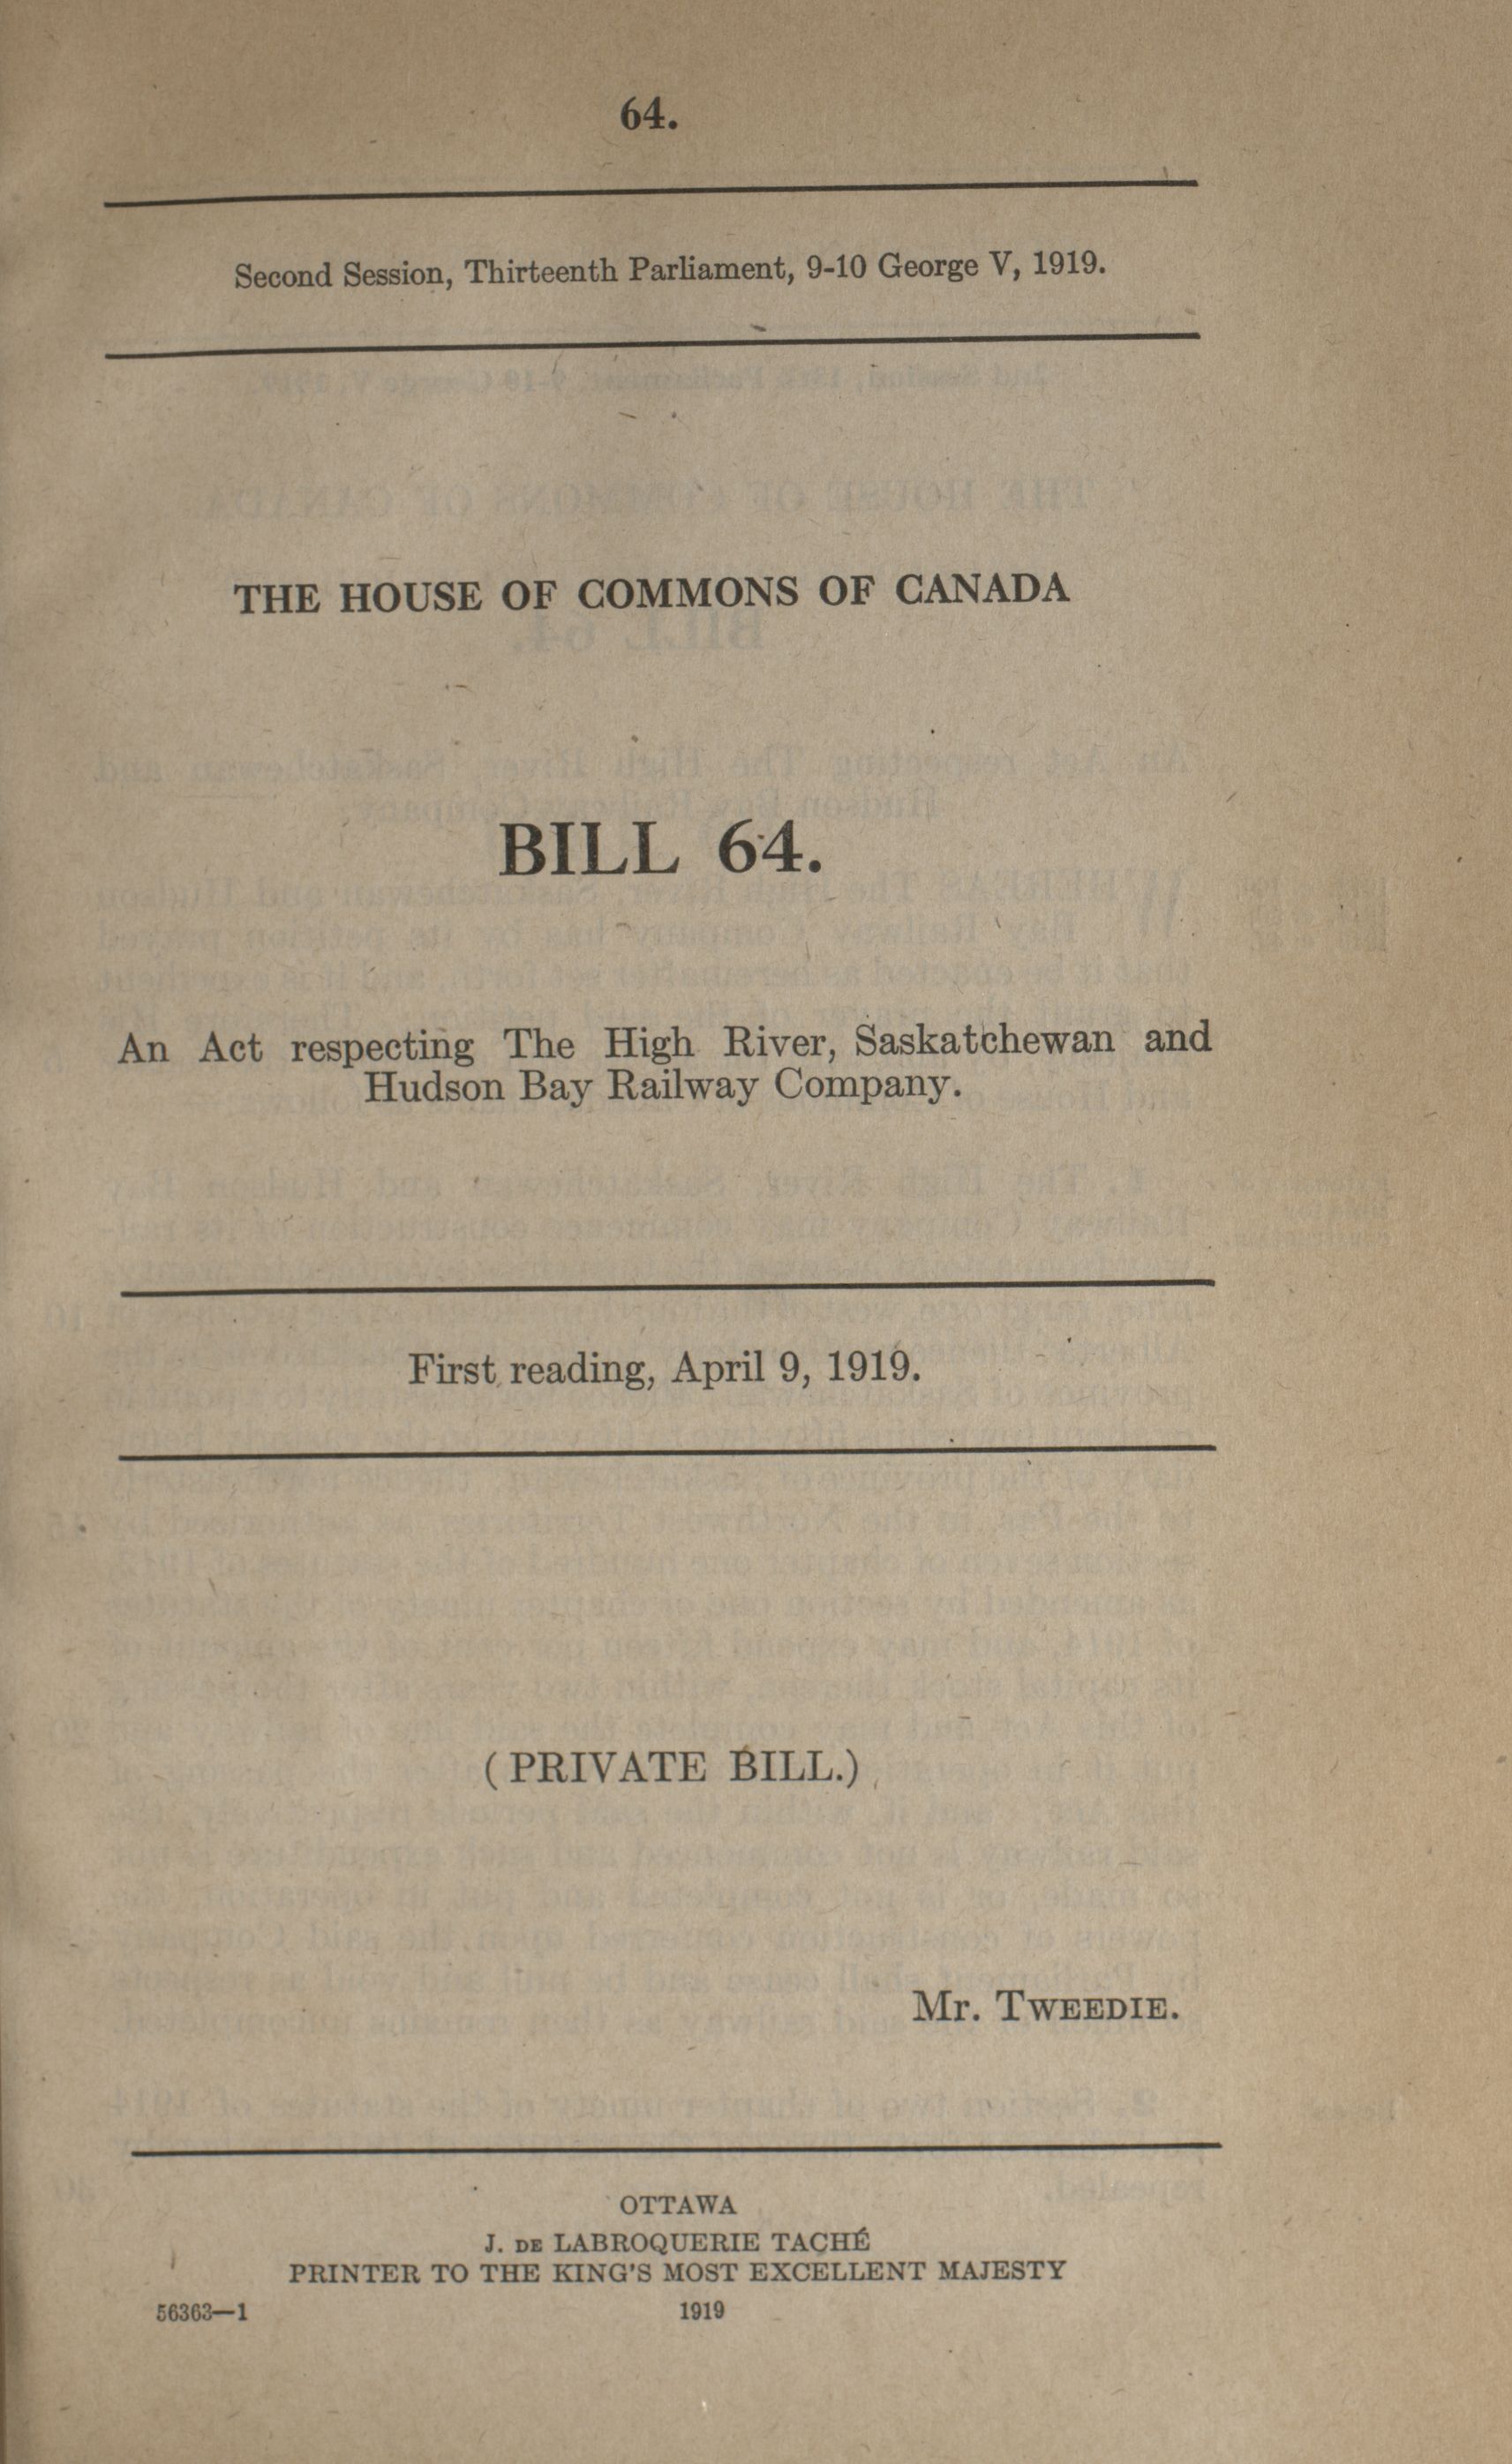 64.
Second Session, Thirteenth Parliament, 9-10 George V, 1919.
THE HOUSE OF COMMONS OF CANADA
BILL 64.
An Act respecting The High River, Saskatchewan and
Hudson Bay Railway Company.
First reading, April 9, 1919.
(PRIVATE BILL.)
Mr. TWEEDIE.
OTTAWA
J. DE LABROQUERIE TACHÉ
PRINTER TO THE KING'S MOST EXCELLENT MAJESTY
56363—1 1919